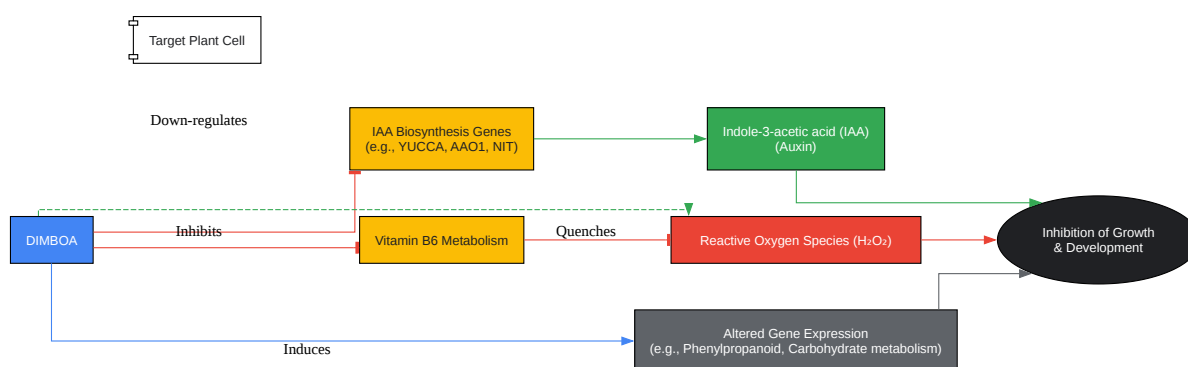 Target Plant Cell
Down-regulates
IAA Biosynthesis Genes
(e.g., YUCCA, AAO1, NIT)
Indole-3-acetic acid (IAA)
(Auxin)
DIMBOA
Inhibits
Vitamin B6 Metabolism
Quenches
Reactive Oxygen Species (H₂O₂)
Inhibition of Growth
& Development
Induces
Altered Gene Expression
(e.g., Phenylpropanoid, Carbohydrate metabolism)